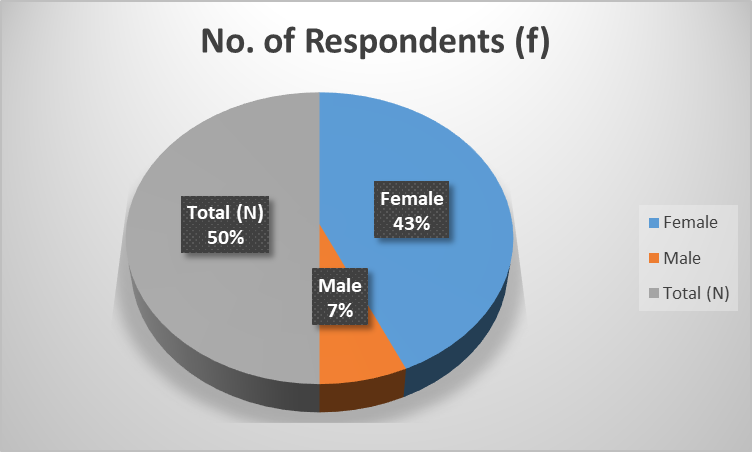 No. of Respondents (f)
Total (N)
50%
Female
43%
Male
7%
Female
Male
Total (N)